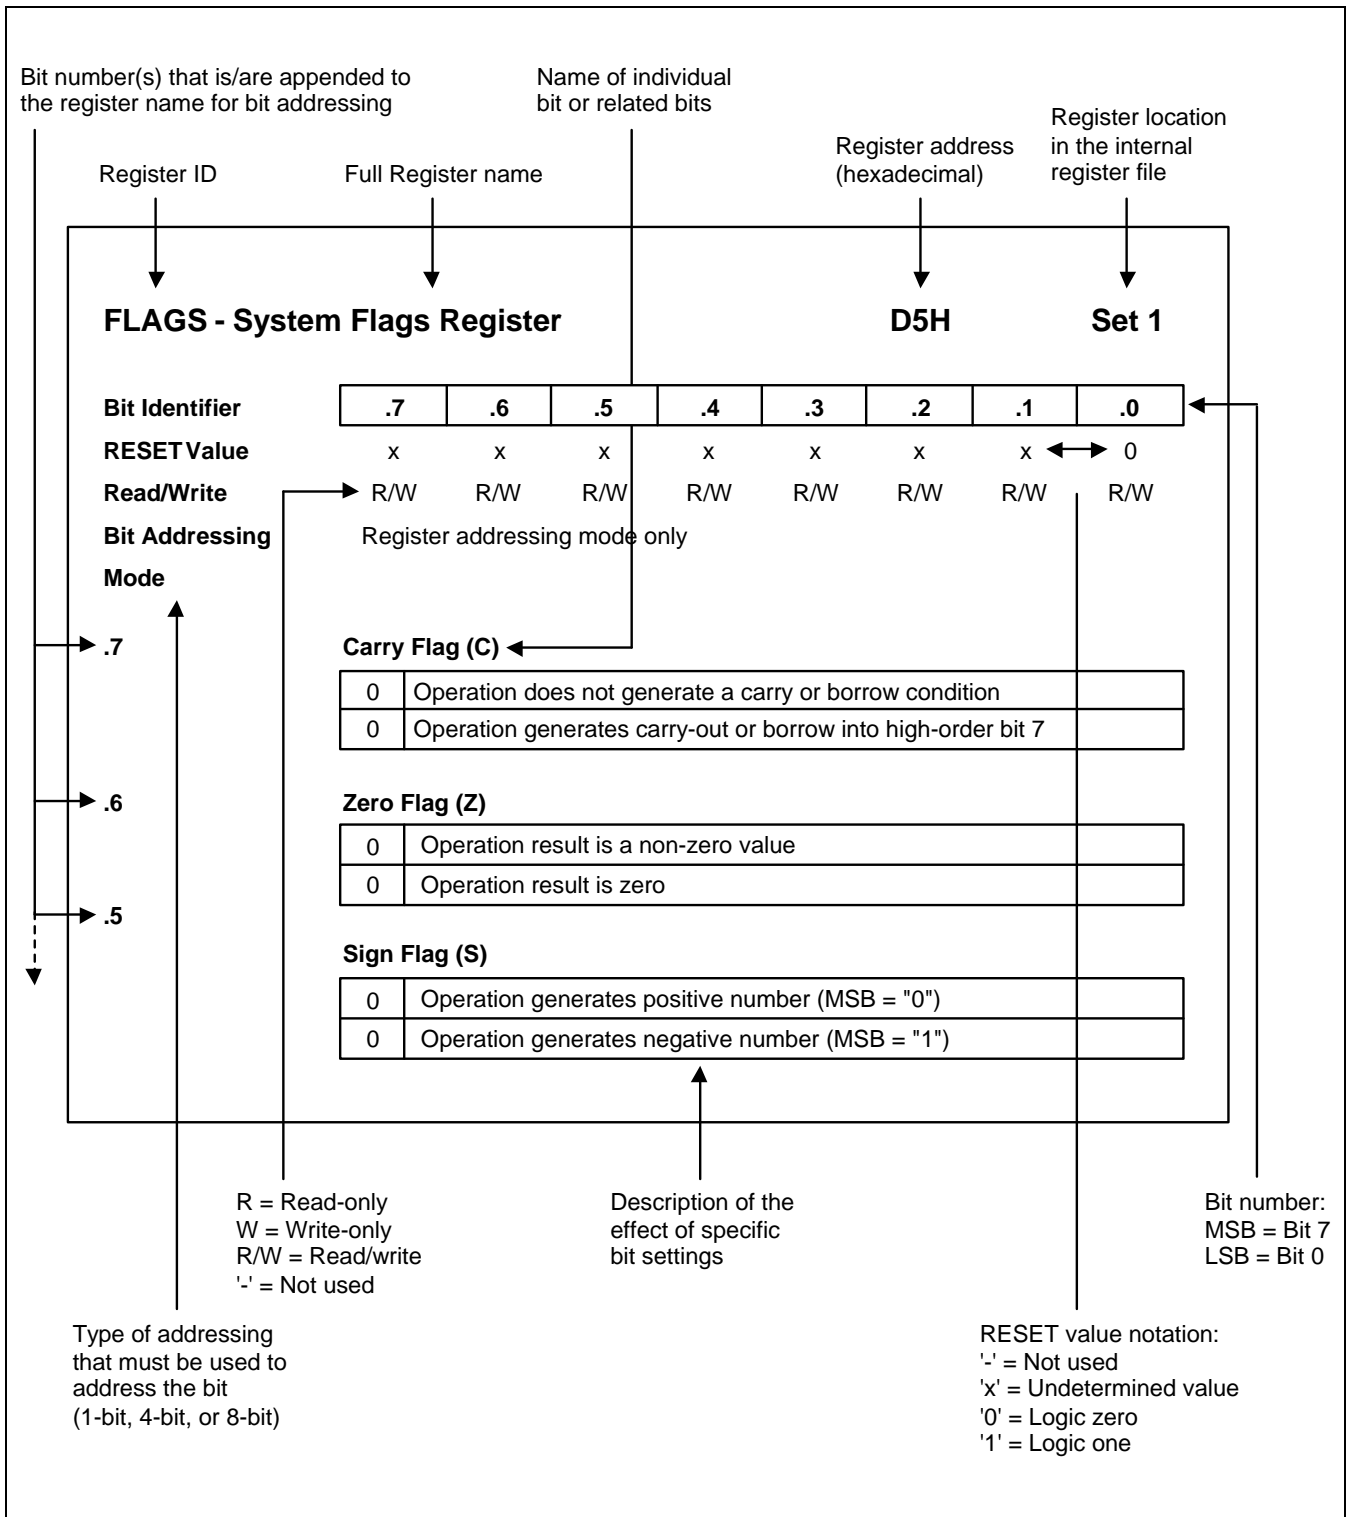 Bit number(s) that is/are appended to
the register name for bit addressing
Name of individual
bit or related bits
Register location
in the internal
register file
Register address
(hexadecimal)
Register ID
Full Register name
FLAGS - System Flags Register D5H Set 1
Bit Identifier .7 .6 .5 .4 .3 .2 .1 .0
RESET Value x x x x x x x 0
Read/Write R/W R/W R/W R/W R/W R/W R/W R/W
Bit Addressing Register addressing mode only
Mode
.7 Carry Flag (C)
0 Operation does not generate a carry or borrow condition
0 Operation generates carry-out or borrow into high-order bit 7
.6 Zero Flag (Z)
0 Operation result is a non-zero value
0 Operation result is zero
.5
Sign Flag (S)
0 Operation generates positive number (MSB = "0")
0 Operation generates negative number (MSB = "1")
R = Read-only
W = Write-only
R/W = Read/write
'-' = Not used
Description of the
effect of specific
bit settings
Bit number:
MSB = Bit 7
LSB = Bit 0
Type of addressing
that must be used to
address the bit
(1-bit, 4-bit, or 8-bit)
RESET value notation:
'-' = Not used
'x' = Undetermined value
'0' = Logic zero
'1' = Logic one